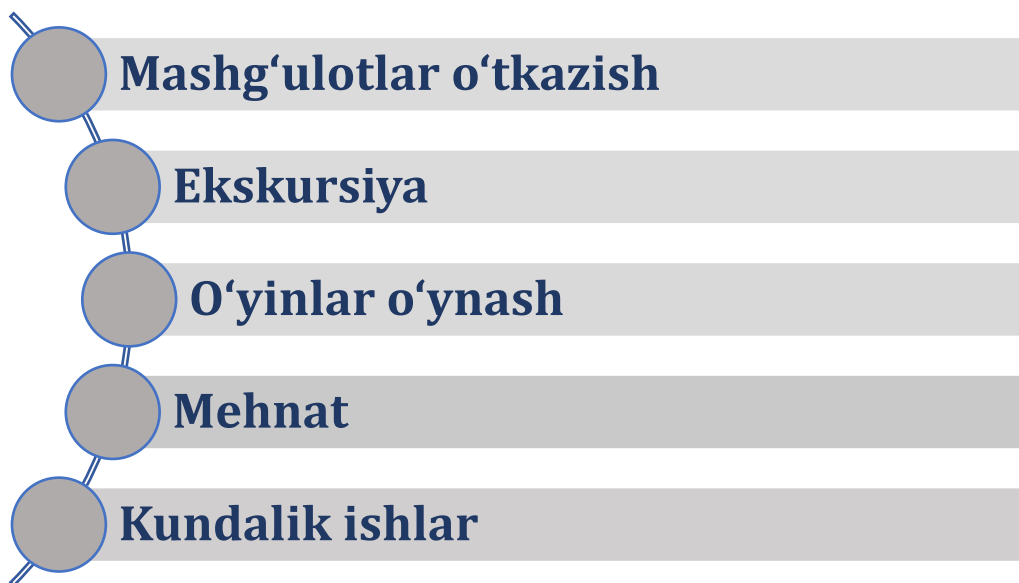 Mashg‘ulotlar o‘tkazish
Ekskursiya
O‘yinlar o‘ynash
Mehnat
Kundalik ishlar